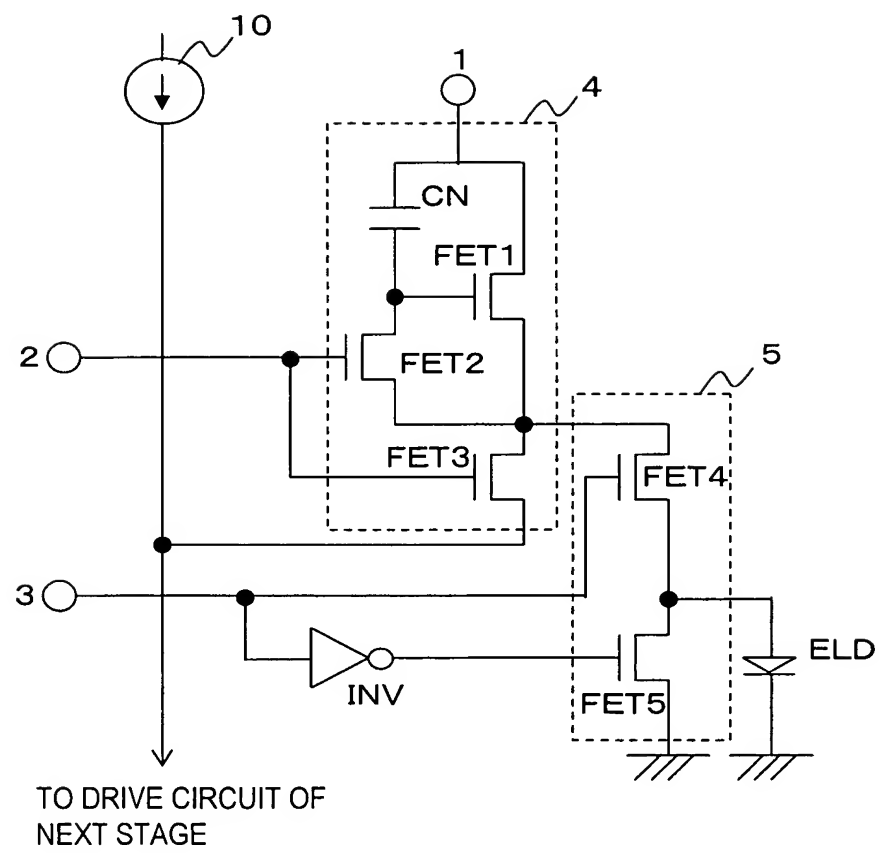 10
1
4
CN
FET1
2
FET2
5
FET3
FET4
3
ELD
INV
FET5
TO DRIVE CIRCUIT OF
NEXT STAGE